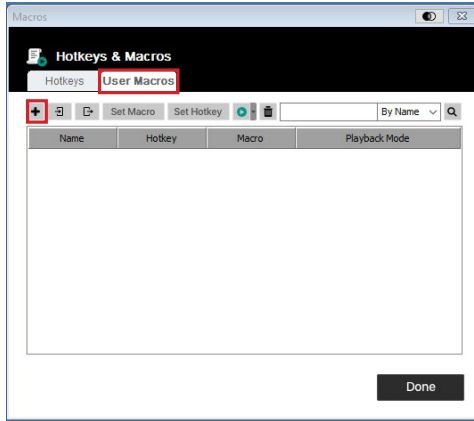 Macros
Hotkeys & Macros
Hotkeys User Macros
Set Macro Set Hotkey By Name
Name Hotkey Macro Playback Mode
Done